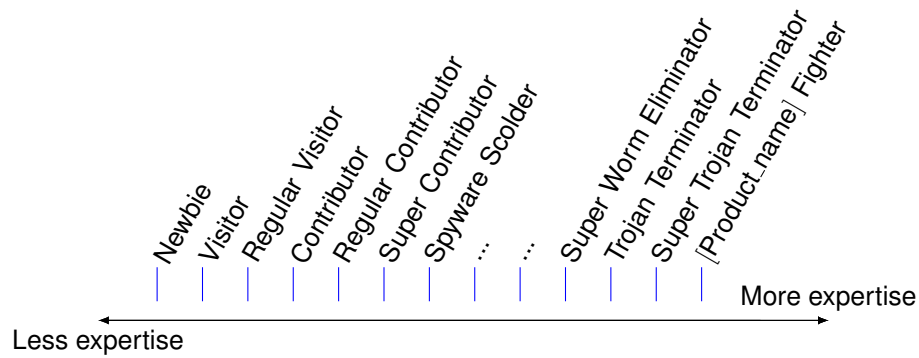 Newbie
Visitor
Regular Visitor
Contributor
Regular Contributor
Super Contributor
Spyware Scolder
...
...
Super Worm Eliminator
Trojan Terminator
Super Trojan Terminator
[Product_name] Fighter
More expertise
Less expertise